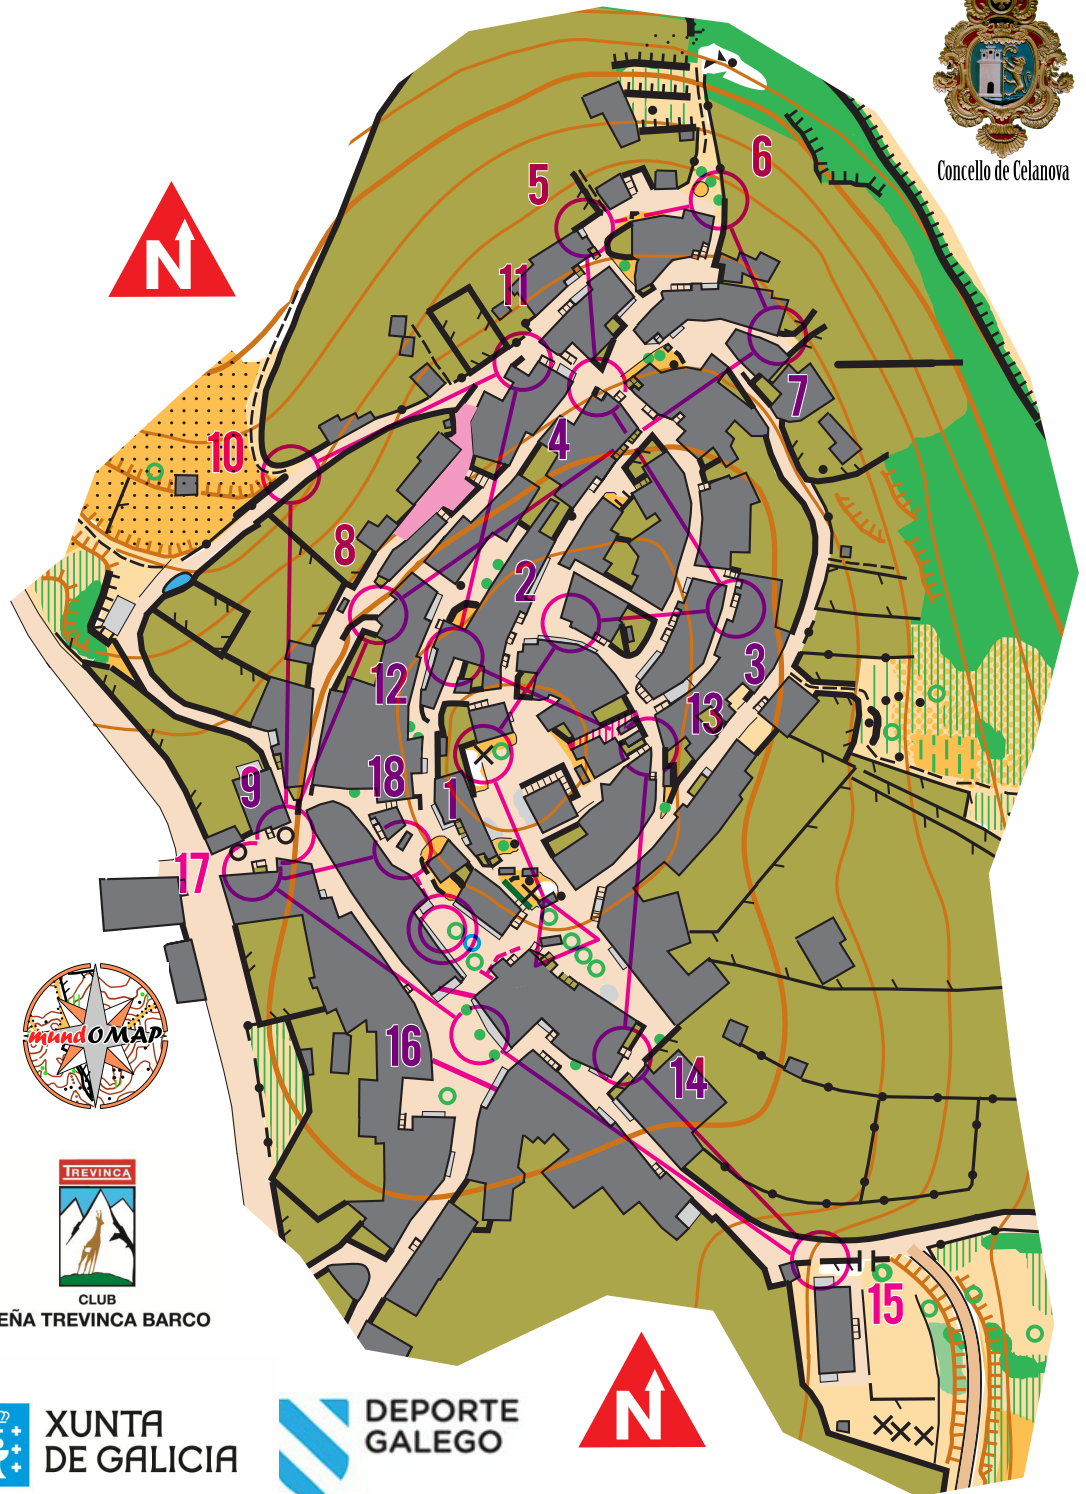 Concello de Celanova
6
5
N
11
7
4
10
8
2
3
12
13
18
9
1
17
mundOMAP
16
14
TREVINCA
CLUB
EÑA TREVINCA BARCO
15
N
XUNTA
DE GALICIA
DEPORTE
GALEGO